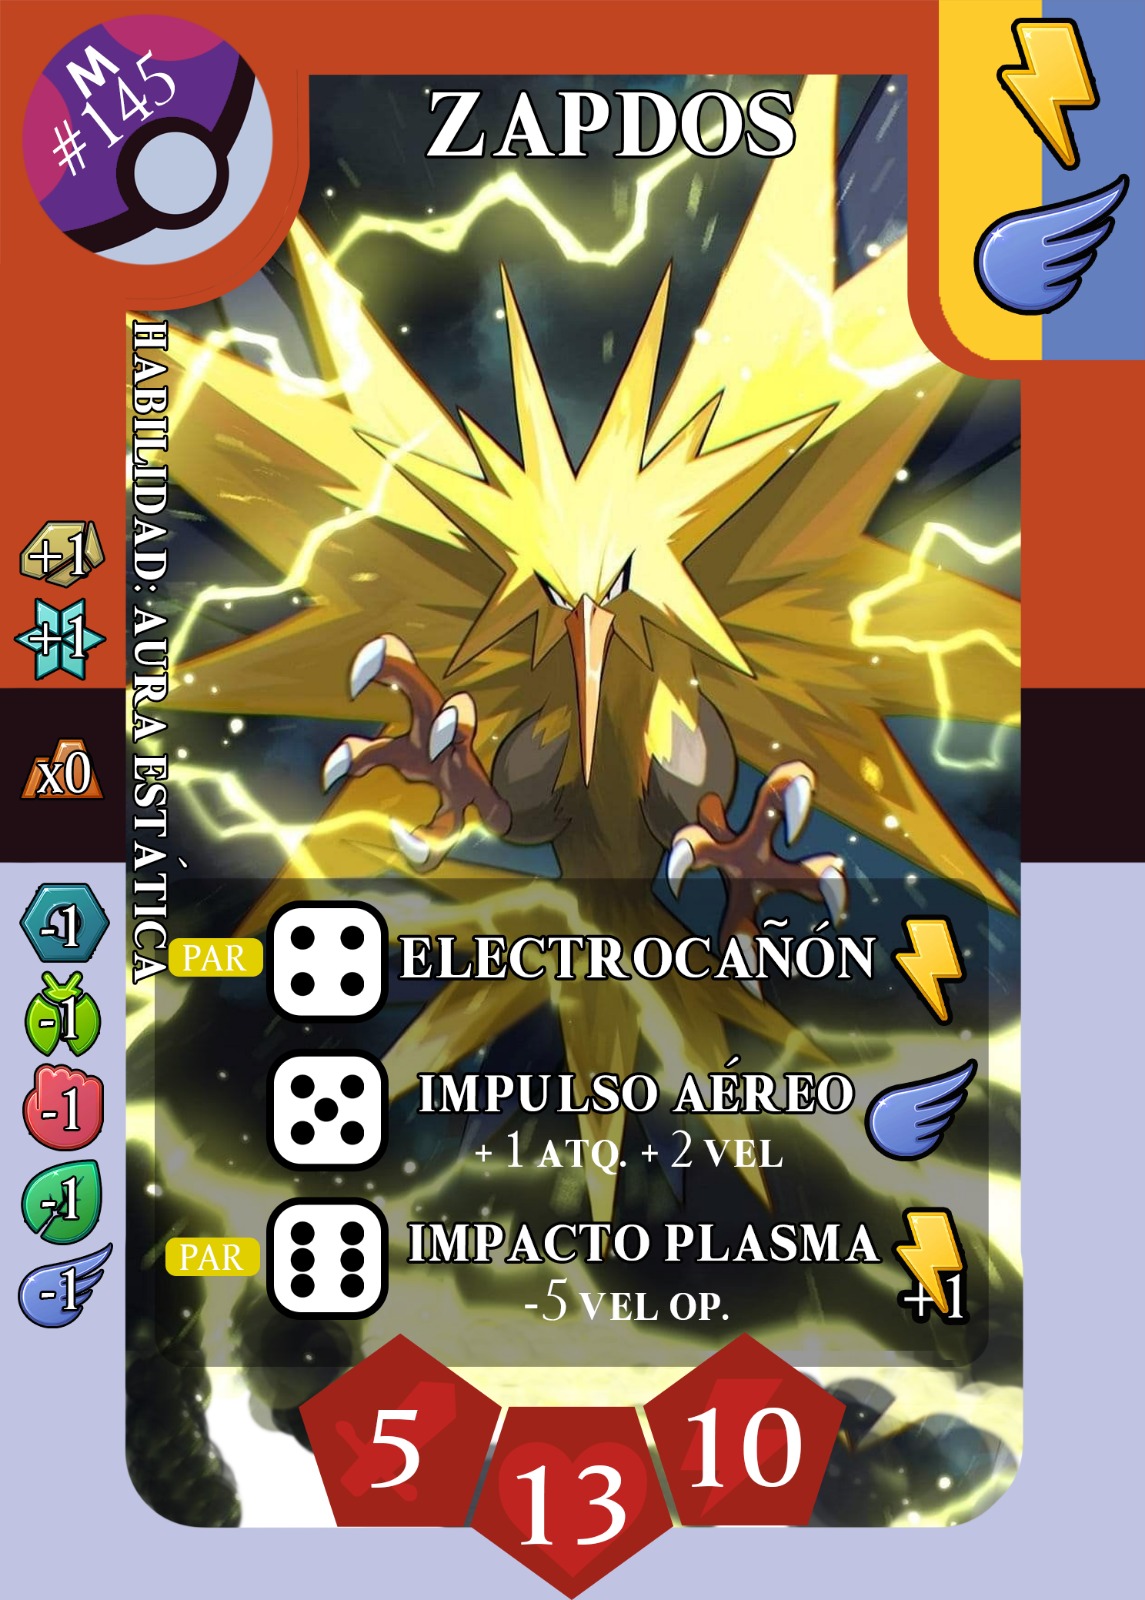 M
#145
ZAPDOS
HABILIDAD: AURA ESTÁTICA
+1
+1
x0
-1
-1
-1
-1
-1
PAR
ELECTROCAÑÓN
IMPULSO AÉREO
+ 1 ATQ. + 2 VEL
PAR
IMPACTO PLASMA
-5 VEL OP.
+1
5
13
10